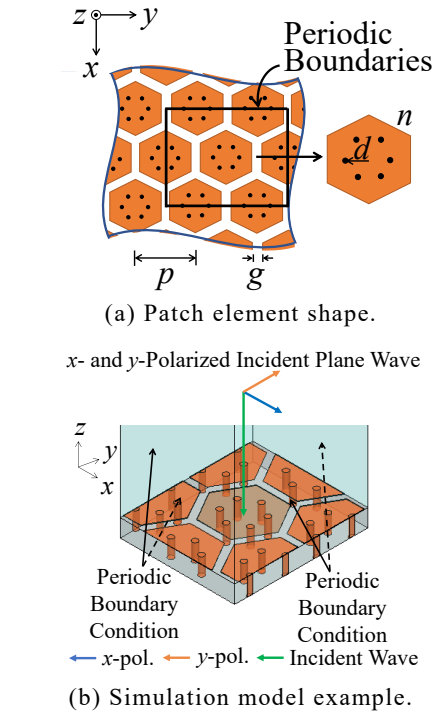 z
y
x
Periodic
Boundaries
n
d
p
g
(a) Patch element shape.
x- and y-Polarized Incident Plane Wave
z
y
x
Periodic
Boundary
Condition
Periodic
Boundary
Condition
x-pol.
y-pol.
Incident Wave
(b) Simulation model example.